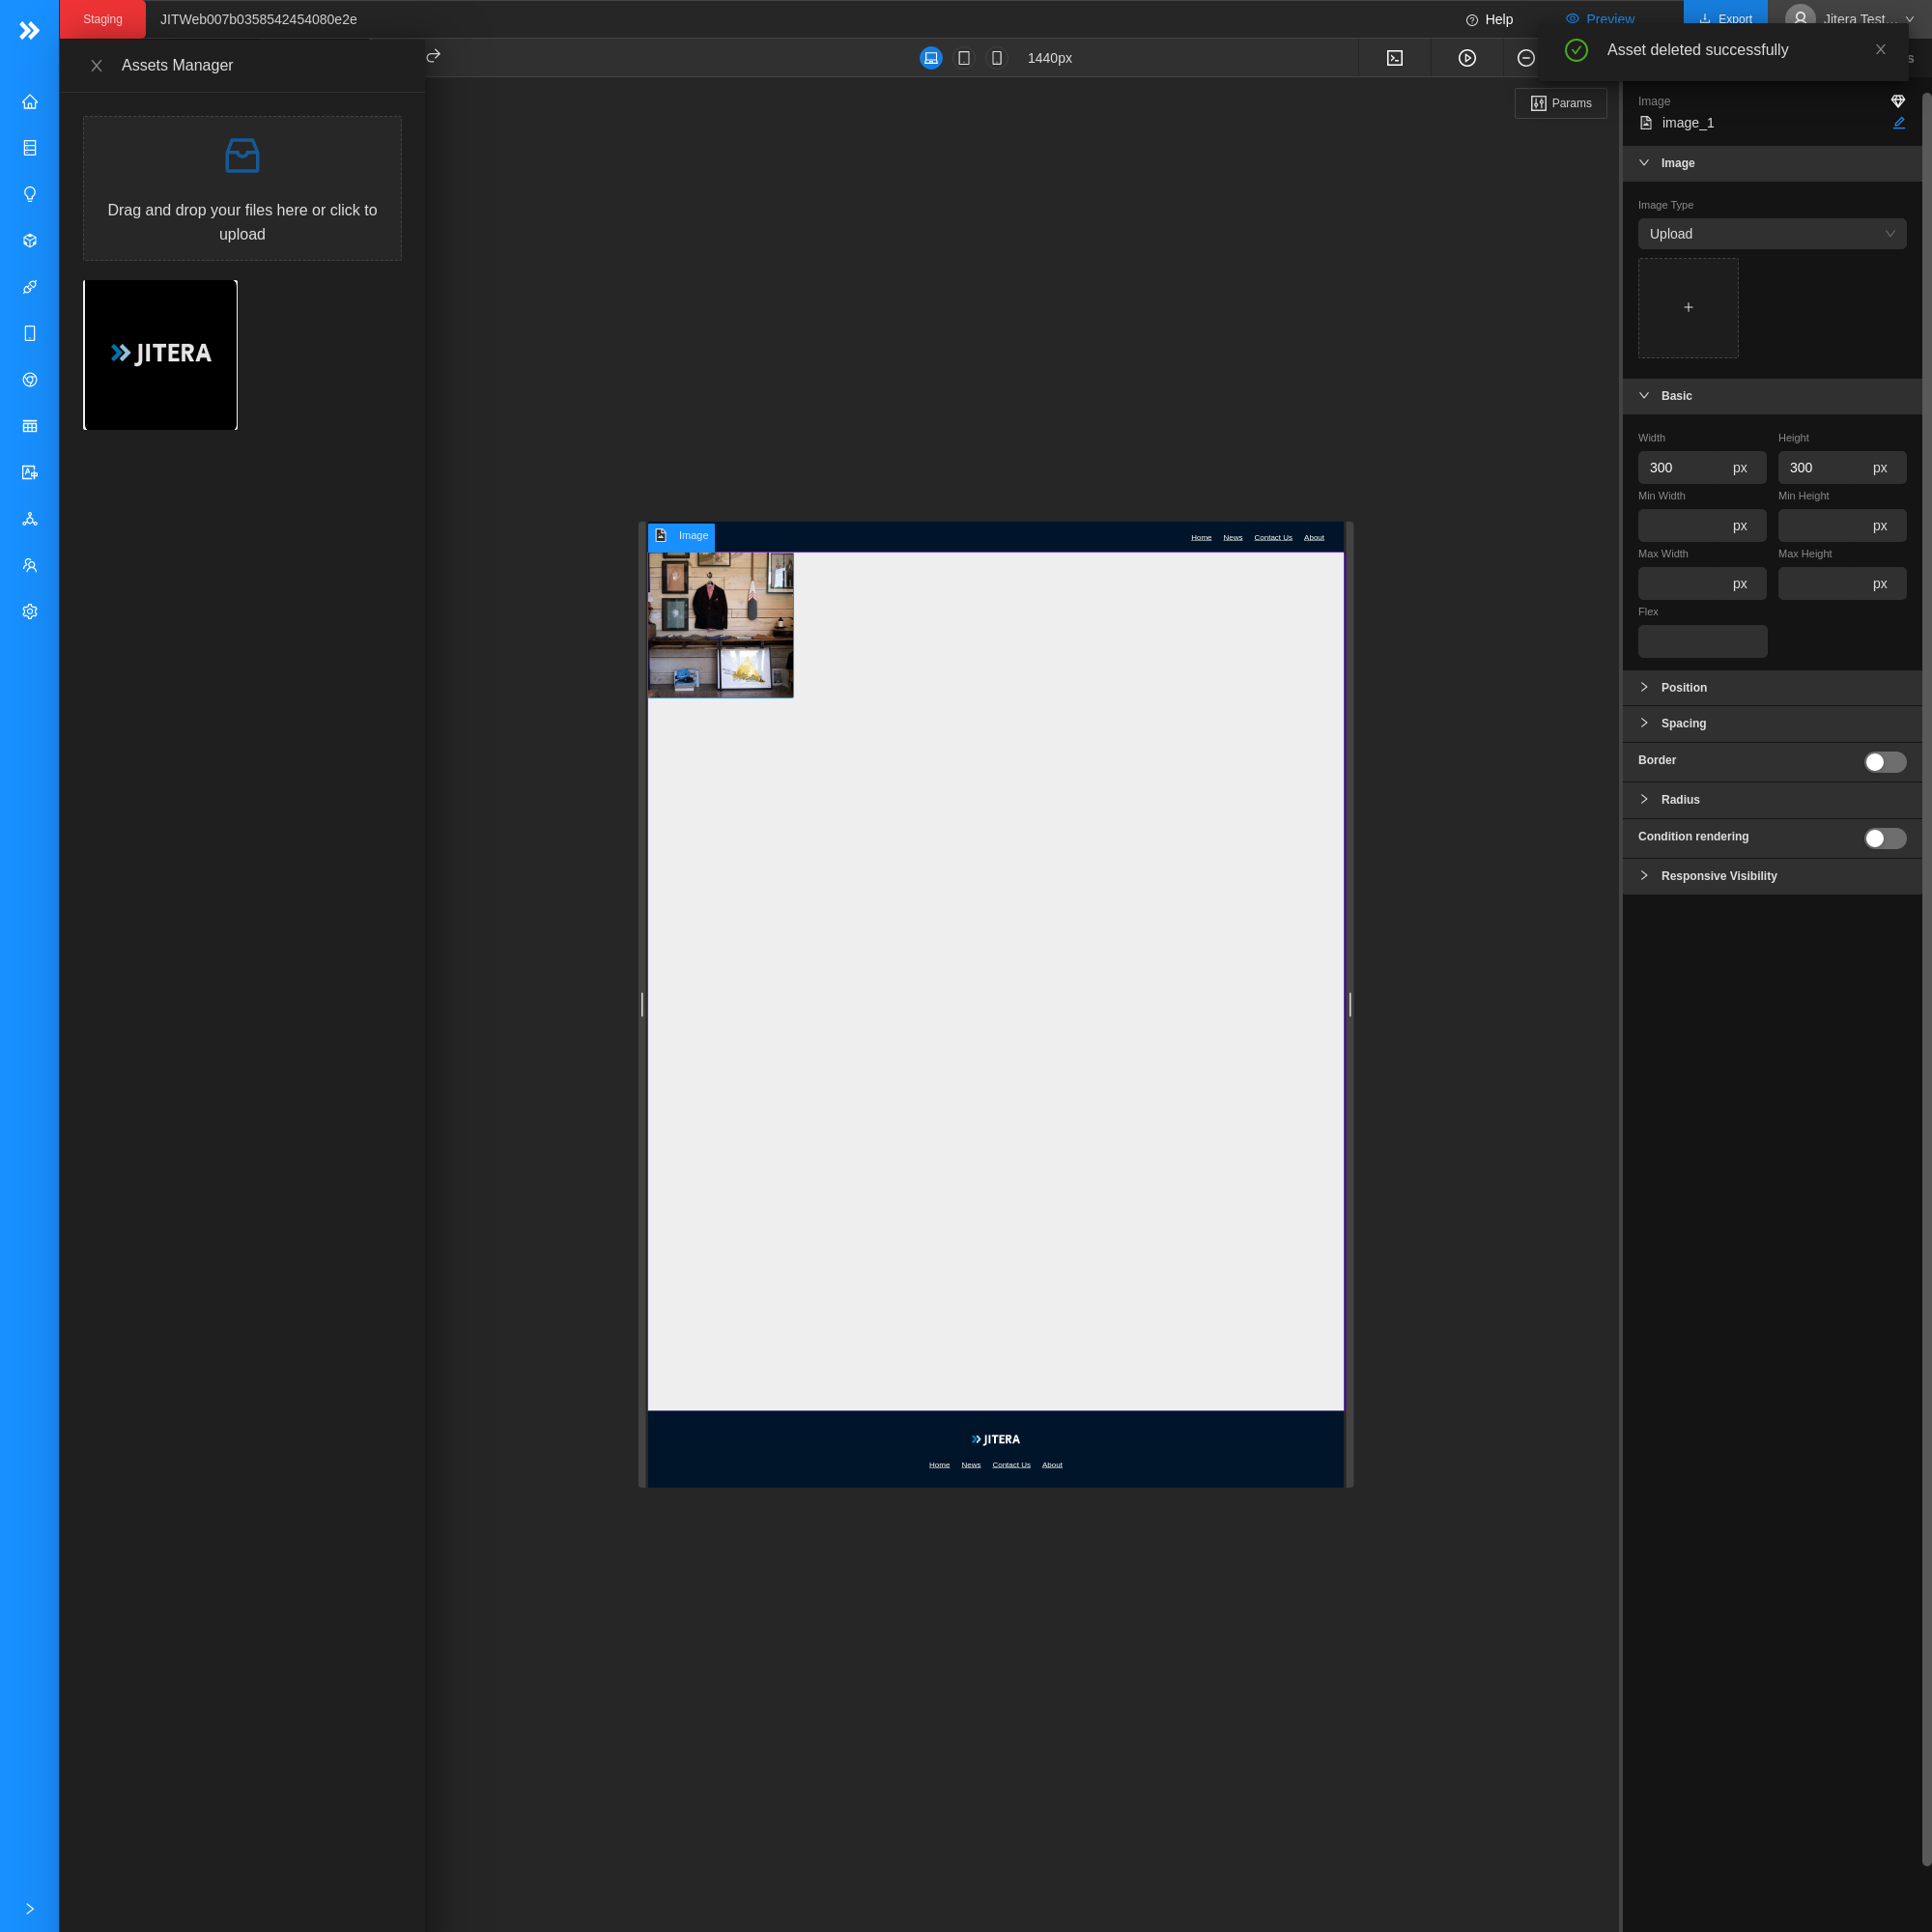 Staging
JITWeb007b0358542454080e2e
Help
Preview
Export
Jitera Test...
Asset deleted successfully
Assets Manager
1440px
Params
Drag and drop your files here or click to
upload
JITERA
Image
image_1
Image
Image Type
Upload
Basic
Width
Height
300
px
300
px
Min Width
Min Height
px
px
Max Width
Max Height
px
px
Flex
Position
Spacing
Border
Radius
Condition rendering
Responsive Visibility
Image
Home
News
Contact Us
About
JITERA
Home
News
Contact Us
About